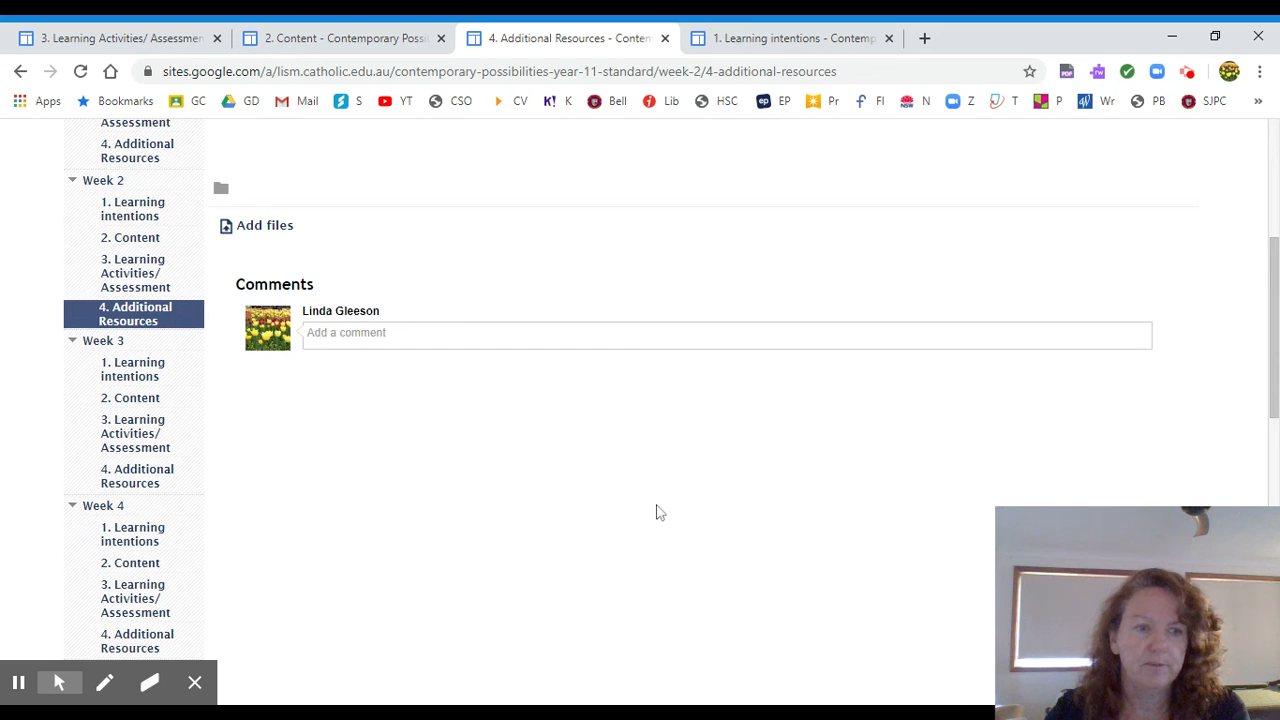 3. Learning Activities/ Assessmen
2. Content - Contemporary Possi
4. Additional Resources - Conten
1. Learning intentions - Contemp
sites.google.com/a/lism.catholic.edu.au/contemporary-possibilities-year-11-standard/week-2/4-additional-resources
Apps Bookmarks GC GD Mail S YT CSO CV K Bell Lib SC EP Pr FI N Z T P Wr PB SJPC »
Assessment
4. Additional
Resources
Week 2
1. Learning
intentions
2. Content
3. Learning
Activities/
Assessment
4. Additional
Resources
Week 3
1. Learning
intentions
2. Content
3. Learning
Activities/
Assessment
4. Additional
Resources
Week 4
1. Learning
intentions
2. Content
3. Learning
Activities/
Assessment
4. Additional
Resources
Add files
Comments
Linda Gleeson
Add a comment